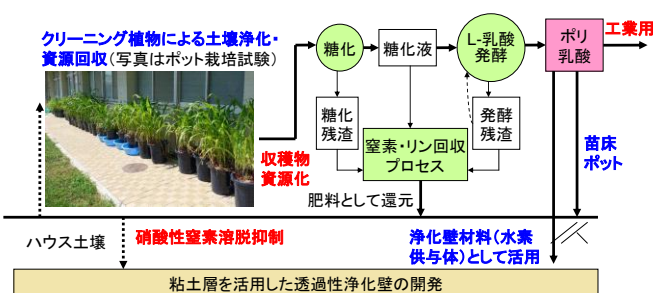 クリーニング植物による土壌浄化・
資源回収(写真はポット栽培試験)
糖化
糖化液
L-乳酸
発酵
ポリ
乳酸
工業用
糖化
残渣
発酵
残渣
収穫物
資源化
窒素・リン回収
プロセス
苗床
ポット
肥料として還元
ハウス土壌
硝酸性窒素溶脱抑制
浄化壁材料(水素
供与体)として活用
粘土層を活用した透過性浄化壁の開発